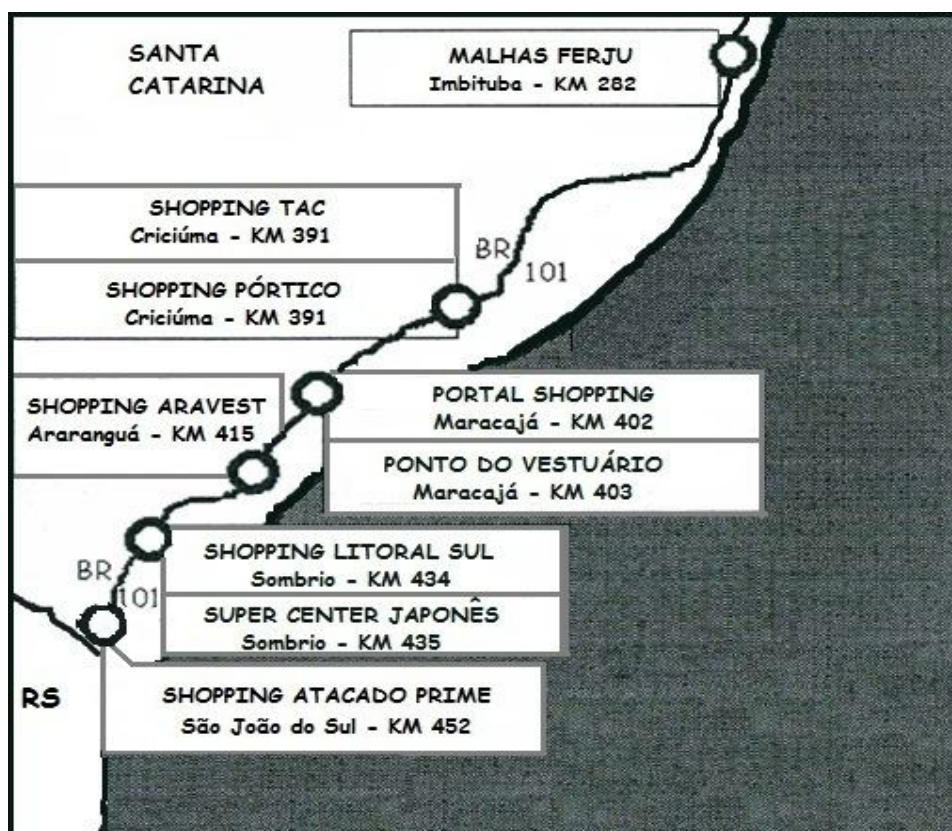 SANTA
CATARINA
MALHAS FERJU
Imbituba - KM 282
SHOPPING TAC
Criciúma - KM 391
BR
101
SHOPPING PÓRTICO
Criciúma - KM 391
SHOPPING ARAVEST
Araranguá - KM 415
PORTAL SHOPPING
Maracajá - KM 402
PONTO DO VESTUÁRIO
Maracajá - KM 403
SHOPPING LITORAL SUL
Sombrio - KM 434
BR
101
SUPER CENTER JAPONÊS
Sombrio - KM 435
RS
SHOPPING ATACADO PRIME
São João do Sul - KM 452